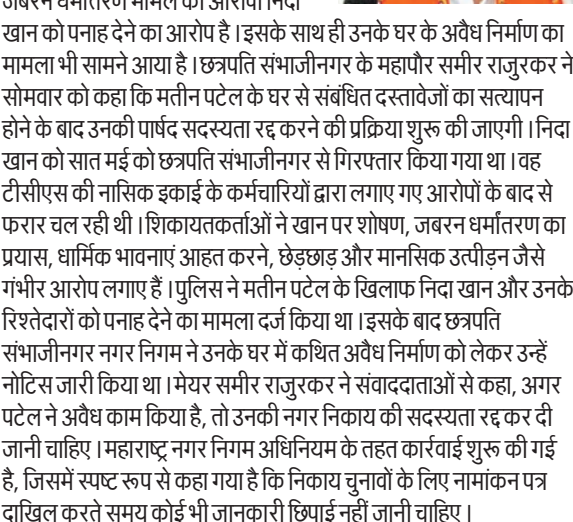 जबरन धर्मांतरण मामले की आरोपी निदा
खान को पनाह देने का आरोप है। इसके साथ ही उनके घर के अवैध निर्माण का
मामला भी सामने आया है। छत्रपति संभाजीनगर के महापौर समीर राजुरकर ने
सोमवार को कहा कि मतीन पटेल के घर से संबंधित दस्तावेजों का सत्यापन
होने के बाद उनकी पार्षद सदस्यता रद्द करने की प्रक्रिया शुरू की जाएगी। निदा
खान को सात मई को छत्रपति संभाजीनगर से गिरफ्तार किया गया था। वह
टीसीएस की नासिक इकाई के कर्मचारियों द्वारा लगाए गए आरोपों के बाद से
फरार चल रही थी। शिकायतकर्ताओं ने खान पर शोषण, जबरन धर्मांतरण का
प्रयास, धार्मिक भावनाएं आहत करने, छेड़छाड़ और मानसिक उत्पीड़न जैसे
गंभीर आरोप लगाए हैं। पुलिस ने मतीन पटेल के खिलाफ निदा खान और उनके
रिश्तेदारों को पनाह देने का मामला दर्ज किया था। इसके बाद छत्रपति
संभाजीनगर नगर निगम ने उनके घर में कथित अवैध निर्माण को लेकर उन्हें
नोटिस जारी किया था। मेयर समीर राजुरकर ने संवाददाताओं से कहा, अगर
पटेल ने अवैध काम किया है, तो उनकी नगर निकाय की सदस्यता रद्द कर दी
जानी चाहिए। महाराष्ट्र नगर निगम अधिनियम के तहत कार्रवाई शुरू की गई
है, जिसमें स्पष्ट रूप से कहा गया है कि निकाय चुनावों के लिए नामांकन पत्र
दाखिल करते समय कोई भी जानकारी छिपाई नहीं जानी चाहिए।